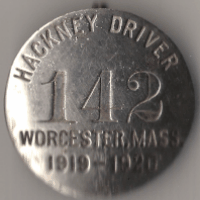 HACKNEY DRIVER
142
WORCESTER, MASS.
1919-1920